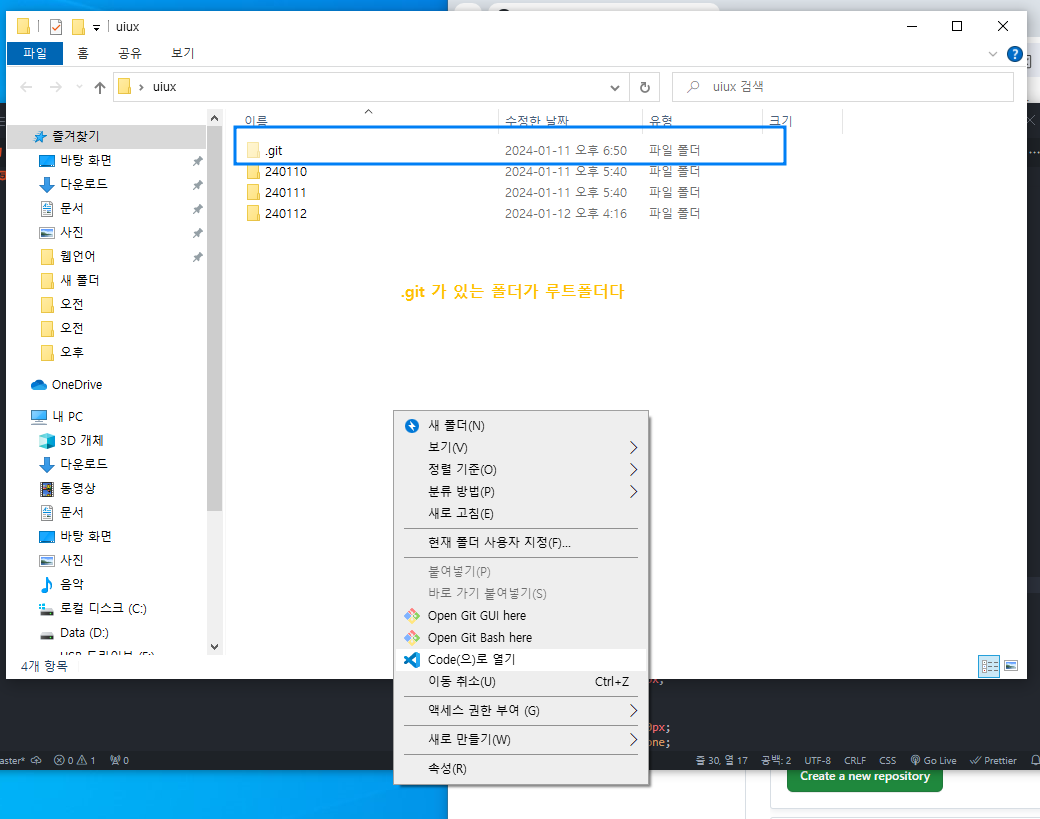 uiux
파일 홈 공유 보기
uiux
uiux 검색
이름 수정한 날짜 유형 크기
.git 2024-01-11 오후 6:50 파일 폴더
240110 2024-01-11 오후 5:40 파일 폴더
240111 2024-01-11 오후 5:40 파일 폴더
240112 2024-01-12 오후 4:16 파일 폴더
.git 가 있는 폴더가 루트폴더다
즐겨찾기
바탕 화면
다운로드
문서
사진
웹언어
새 폴더
오전
오전
오후
OneDrive
내 PC
3D 개체
다운로드
동영상
문서
바탕 화면
사진
음악
로컬 디스크 (C:)
Data (D:)
4개 항목
새 폴더(N)
보기(V)
정렬 기준(O)
분류 방법(P)
새로 고침(E)
현재 폴더 사용자 지정(F)...
붙여넣기(P)
바로 가기 붙여넣기(S)
Open Git GUI here
Open Git Bash here
Code(으)로 열기
이동 취소(U) Ctrl+Z
액세스 권한 부여 (G)
새로 만들기(W)
속성(R)
aster* 0 1 0
줄 30, 열 17 공백: 2 UTF-8 CRLF CSS Go Live Prettier
Create a new repository